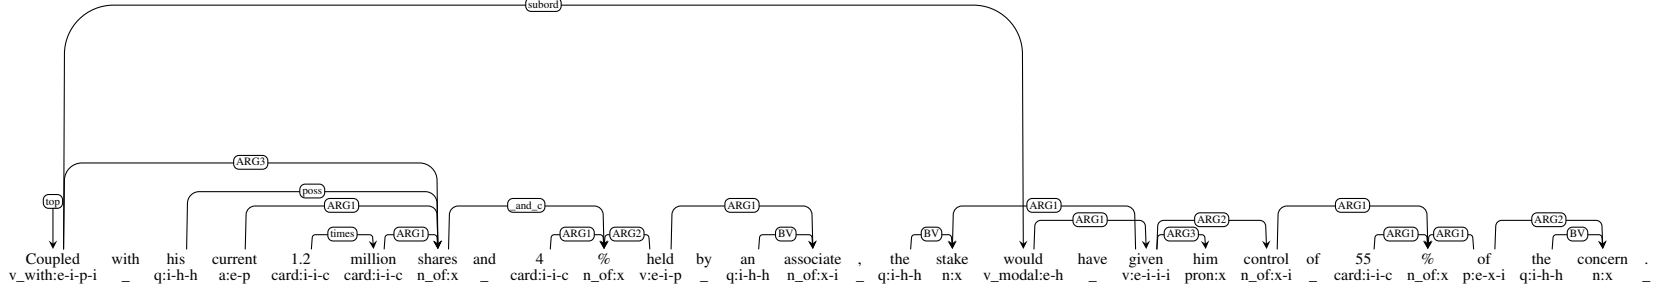 subord
ARG3
top poss
ARG1 _and_c ARG1 ARG1 ARG1
ARG1 ARG2 ARG2
times ARG1 ARG1 ARG2 BV BV ARG3 ARG1 ARG1 BV
Coupled with his current 1.2 million shares and 4 % held by an associate , the stake would have given him control of 55 % of the concern .
v_with:e-i-p-i _ q:i-h-h a:e-p card:i-i-c card:i-i-c n_of:x _ card:i-i-c n_of:x v:e-i-p _ q:i-h-h n_of:x-i _ q:i-h-h n:x v_modal:e-h _ v:e-i-i-i pron:x n_of:x-i _ card:i-i-c n_of:x p:e-x-i q:i-h-h n:x _